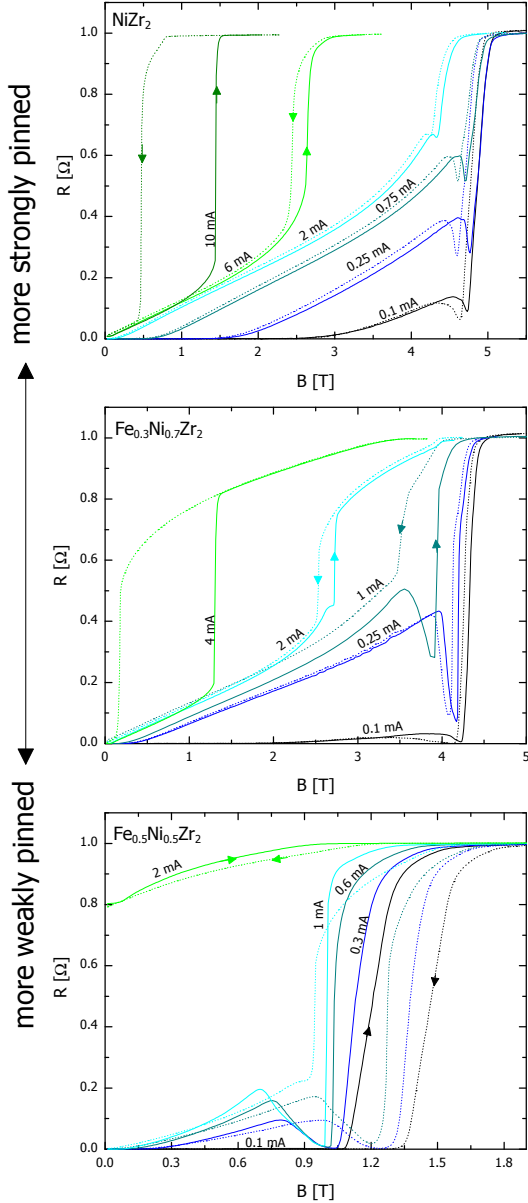 more strongly pinned
more weakly pinned
NiZr2
R [Ω]
1.0
0.8
0.6
0.4
0.2
0.0
10 mA
6 mA
2 mA
0.75 mA
0.25 mA
0.1 mA
0 1 2 3 4 5
B [T]
Fe0.3Ni0.7Zr2
R [Ω]
1.0
0.8
0.6
0.4
0.2
0.0
4 mA
2 mA
1 mA
0.25 mA
0.1 mA
0 1 2 3 4 5
B [T]
Fe0.5Ni0.5Zr2
R [Ω]
1.0
0.8
0.6
0.4
0.2
0.0
2 mA
1 mA
0.6 mA
0.3 mA
0.1 mA
0.0 0.3 0.6 0.9 1.2 1.5 1.8
B [T]